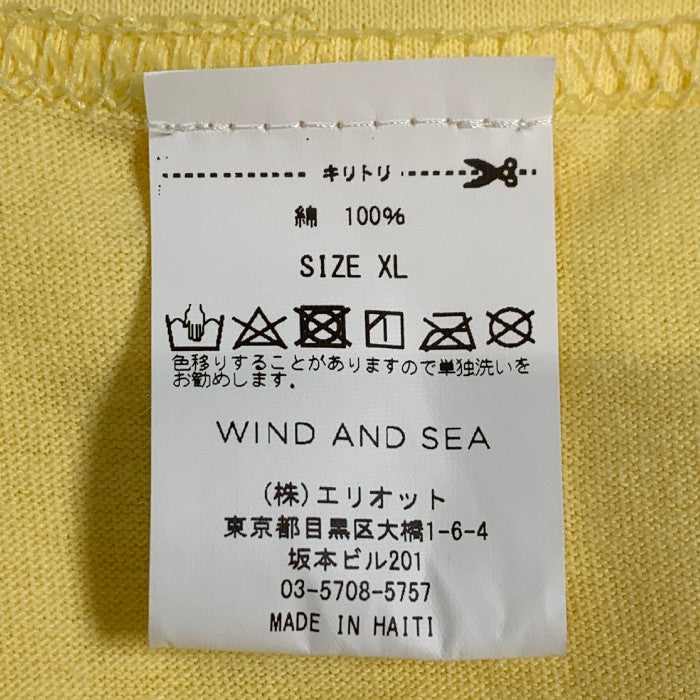 キリトリ
綿 100%
SIZE XL
色移りすることがありますので単独洗いを
お勧めします。
WIND AND SEA
(株)エリオット
東京都目黒区大橋1-6-4
坂本ビル201
03-5708-5757
MADE IN HAITI